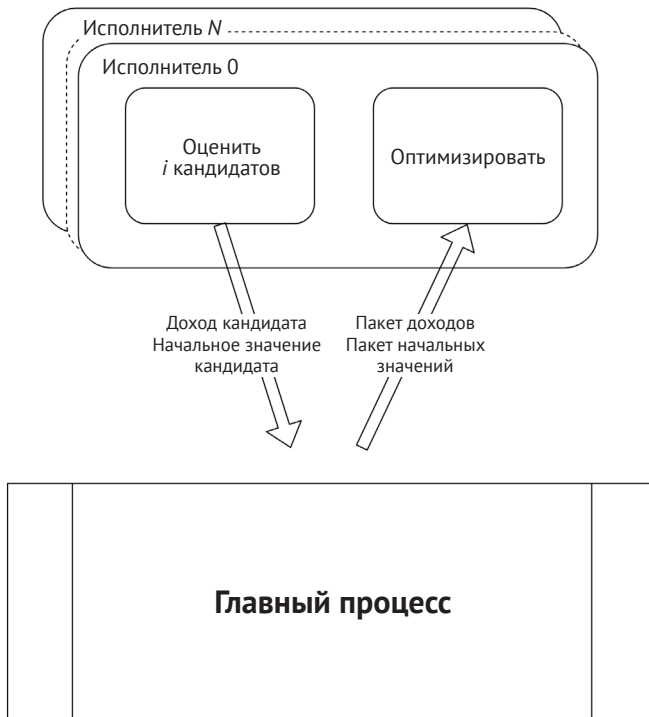 Исполнитель N
Исполнитель 0
Оценить
i кандидатов
Оптимизировать
Доход кандидата
Начальное значение
кандидата
Пакет доходов
Пакет начальных
значений
Главный процесс